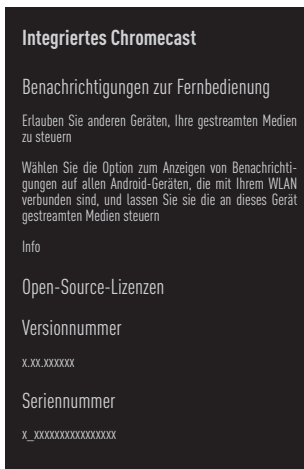 Integriertes Chromecast
Benachrichtigungen zur Fernbedienung
Erlauben Sie anderen Geräten, Ihre gestreamten Medien
zu steuern
Wählen Sie die Option zum Anzeigen von Benachrichti-
gungen auf allen Android-Geräten, die mit Ihrem WLAN
verbunden sind, und lassen Sie sie die an dieses Gerät
gestreamten Medien steuern
Info
Open-Source-Lizenzen
Versionnummer
x.xx.xxxxxx
Seriennummer
x_xxxxxxxxxxxxxxxx